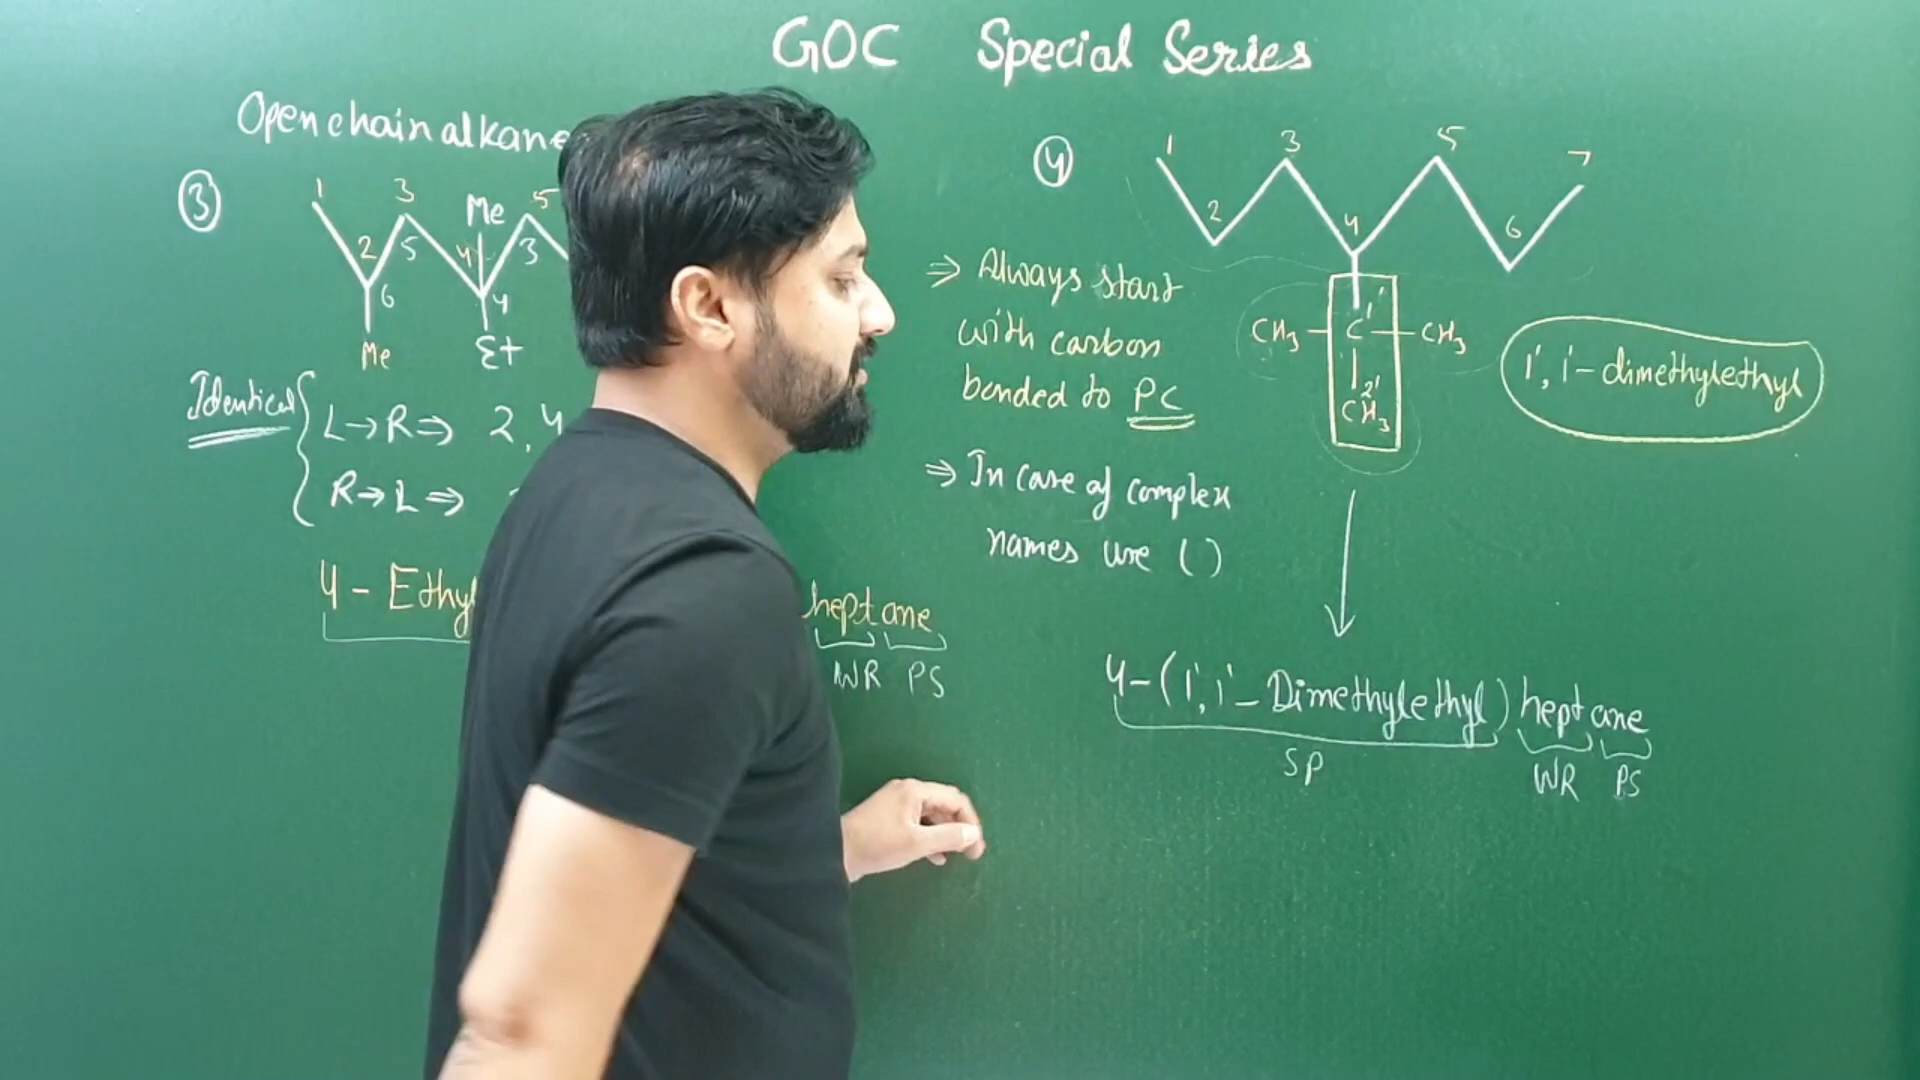 GOC Special Series
Open chain alkane
3
1 3 Me 5
2 5 4 3
6 4
Me Et
Identical { L→R⇒ 2,4
R→L⇒
4 - Ethyl heptane
WR PS
4
1 3 5 7
2 4 6
⇒ Always start
with carbon
bonded to PC
1'
CH3 - C - CH3
2'
CH3
1',1'- dimethylethyl
⇒ In case of complex
names use ( )
4-(1',1'- Dimethylethyl) heptane
SP WR PS